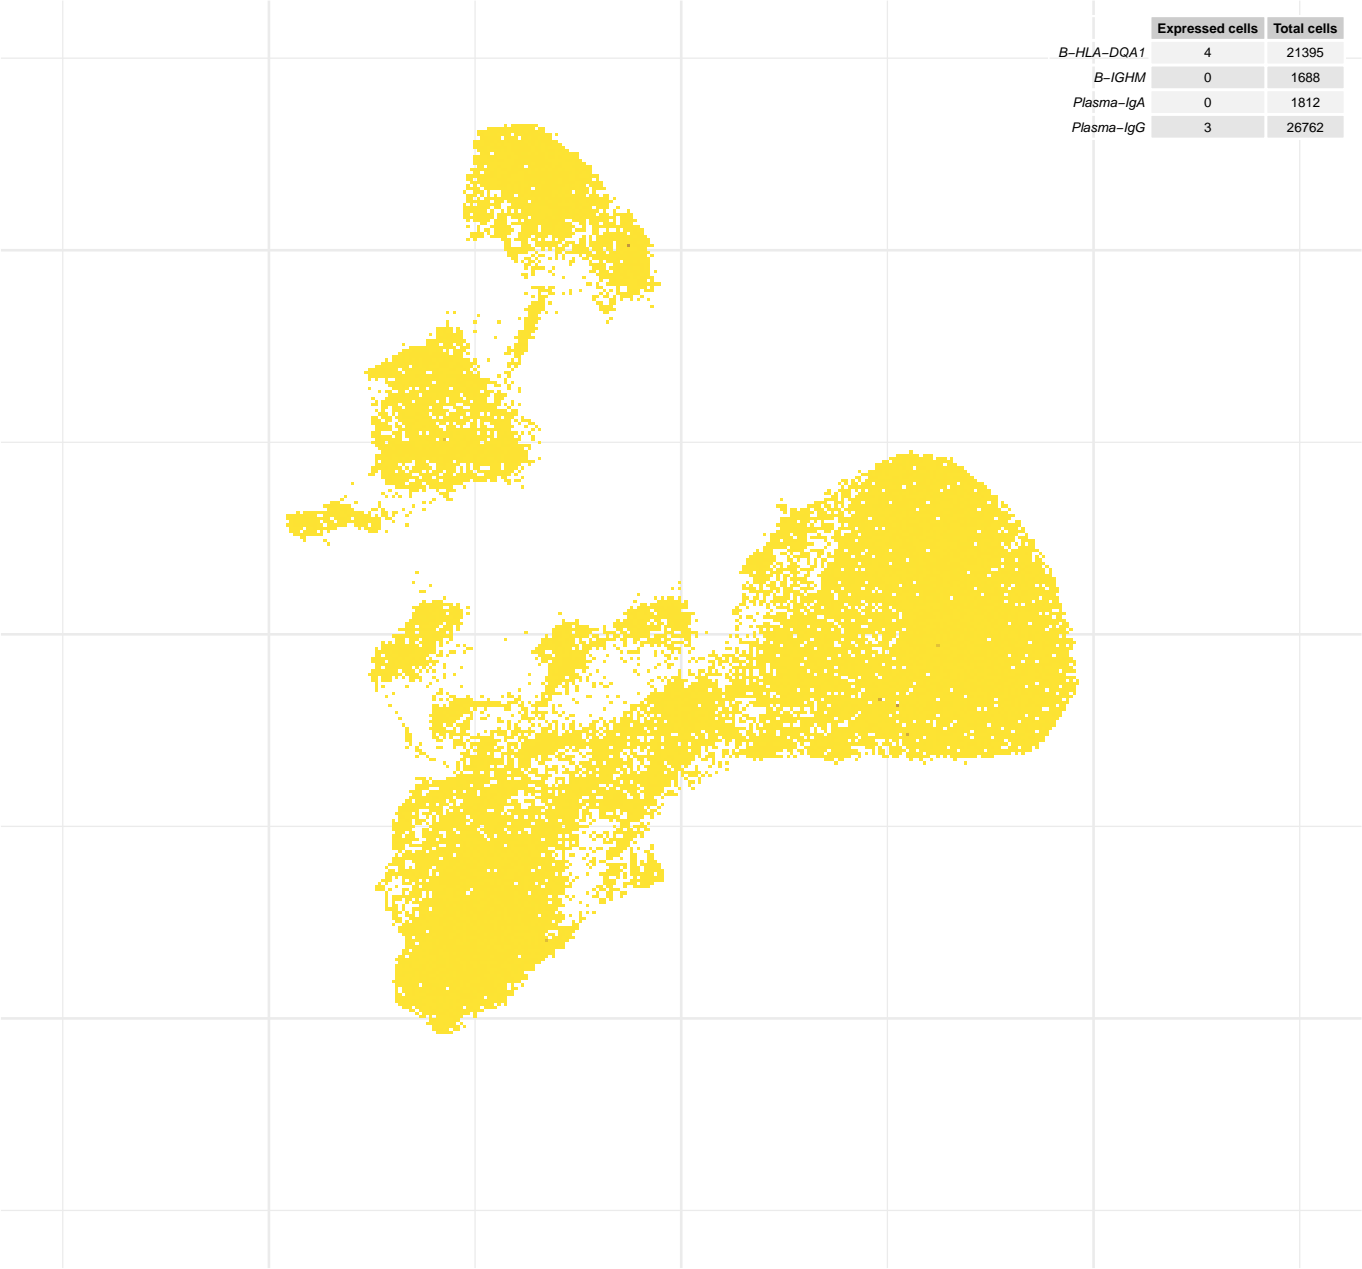 Expressed cells Total cells
B−HLA−DQA1 4 21395
B−IGHM 0 1688
Plasma−IgA 0 1812
Plasma−IgG 3 26762